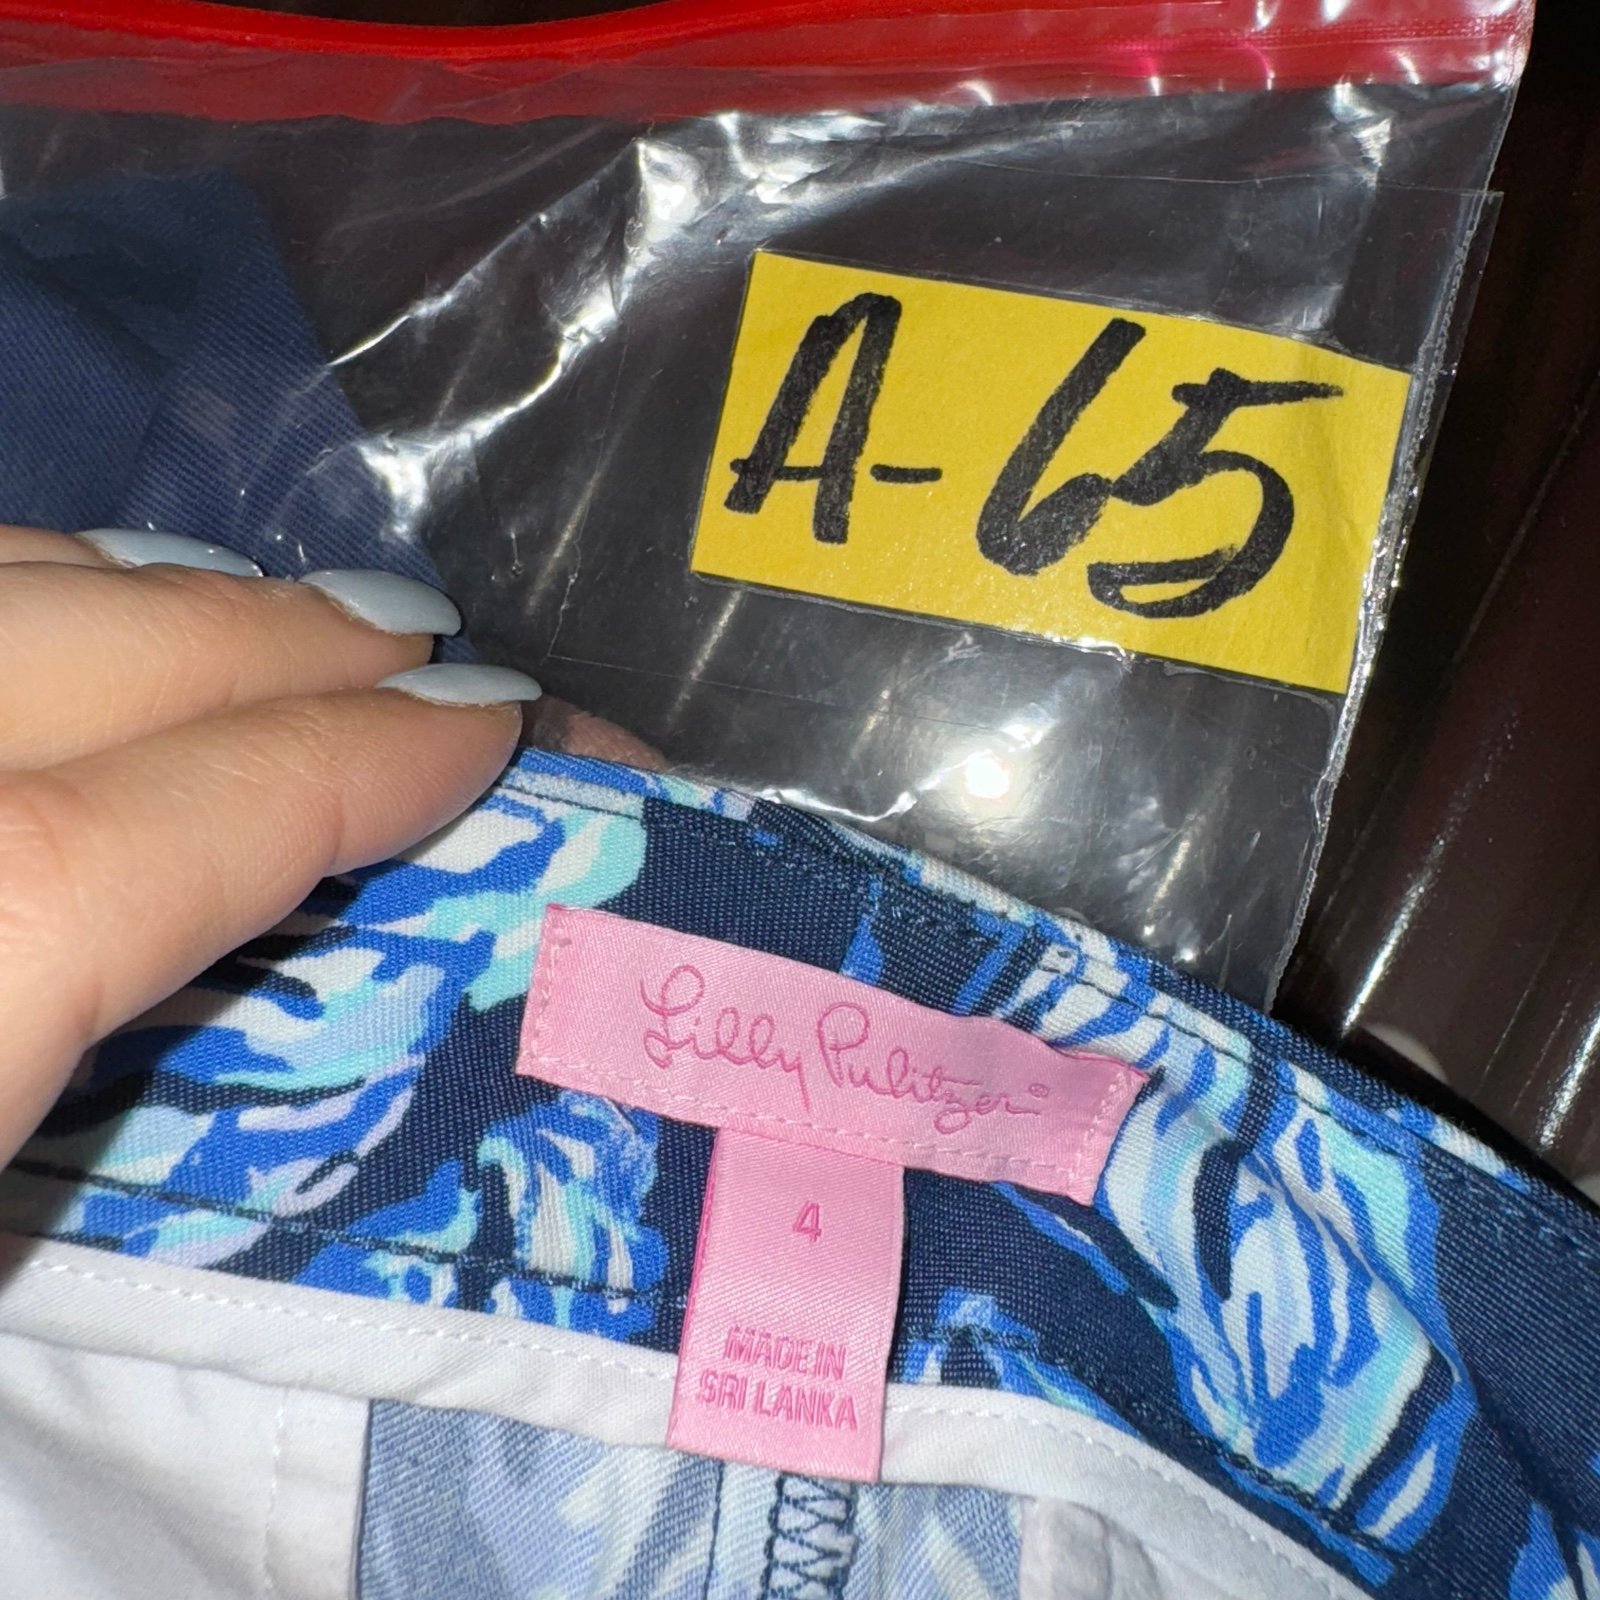 A-65
Lilly Pulitzer®
4
MADE IN
SRI LANKA